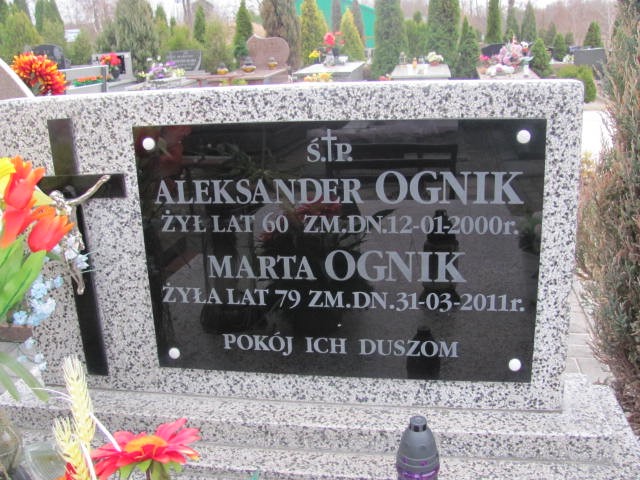 Ś.†P.
ALEKSANDER OGNIK
ŻYŁ LAT 60 ZM.DN.12-01-2000r.
MARTA OGNIK
ŻYŁA LAT 79 ZM.DN.31-03-2011r.
POKÓJ ICH DUSZOM